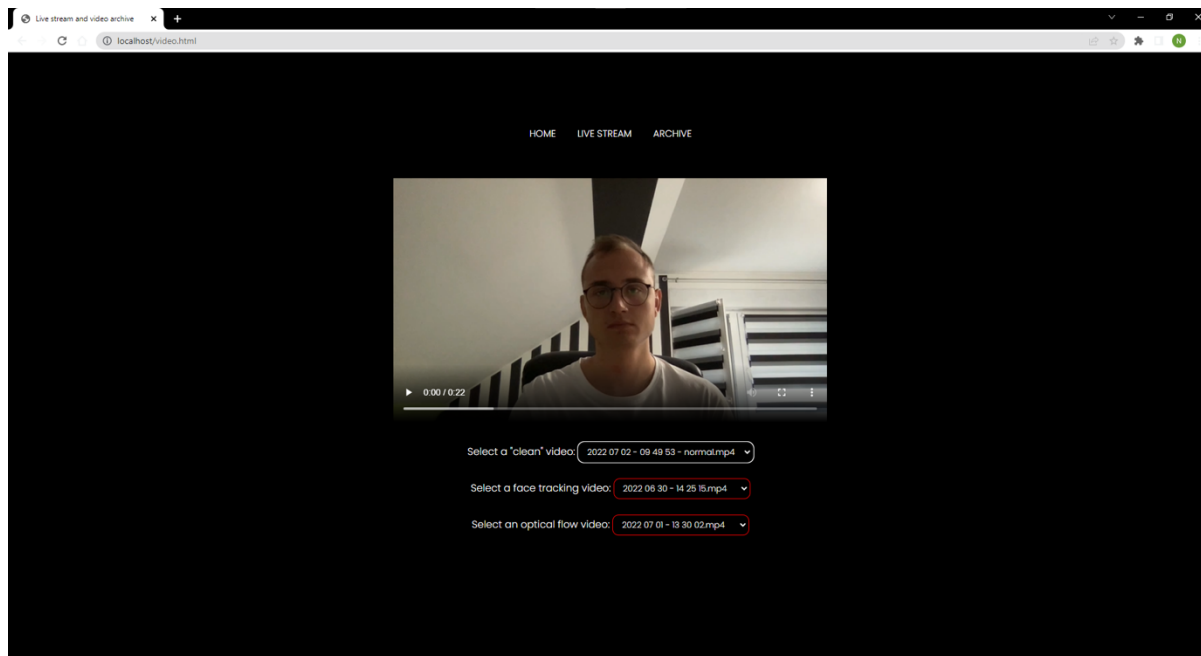 Live stream and video archive
localhost/video.html
N
HOME LIVE STREAM ARCHIVE
0:00 / 0:22
Select a "clean" video: 2022 07 02 - 09 49 53 - normal.mp4
Select a face tracking video: 2022 06 30 - 14 25 15.mp4
Select an optical flow video: 2022 07 01 - 13 30 02.mp4